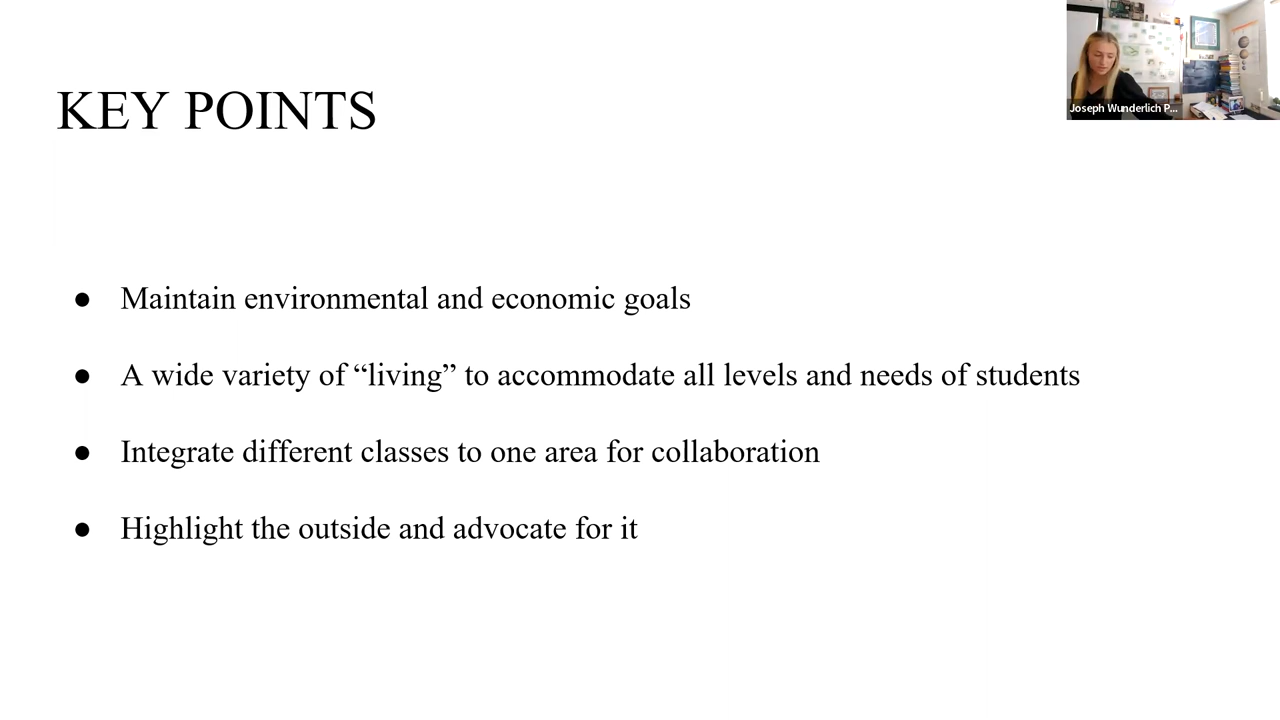 KEY POINTS
Joseph Wunderlich P...
● Maintain environmental and economic goals
● A wide variety of “living” to accommodate all levels and needs of students
● Integrate different classes to one area for collaboration
● Highlight the outside and advocate for it